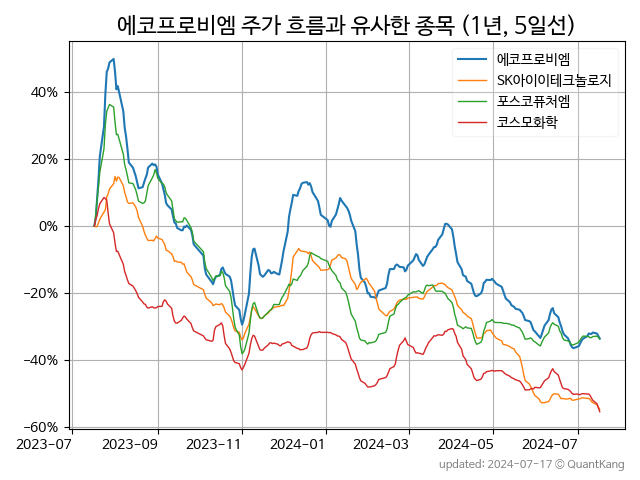 에코프로비엠 주가 흐름과 유사한 종목 (1년, 5일선)
에코프로비엠
SK아이이테크놀로지
포스코퓨처엠
코스모화학
40%
20%
0%
−20%
−40%
−60%
2023-07 2023-09 2023-11 2024-01 2024-03 2024-05 2024-07
updated: 2024-07-17 © QuantKang